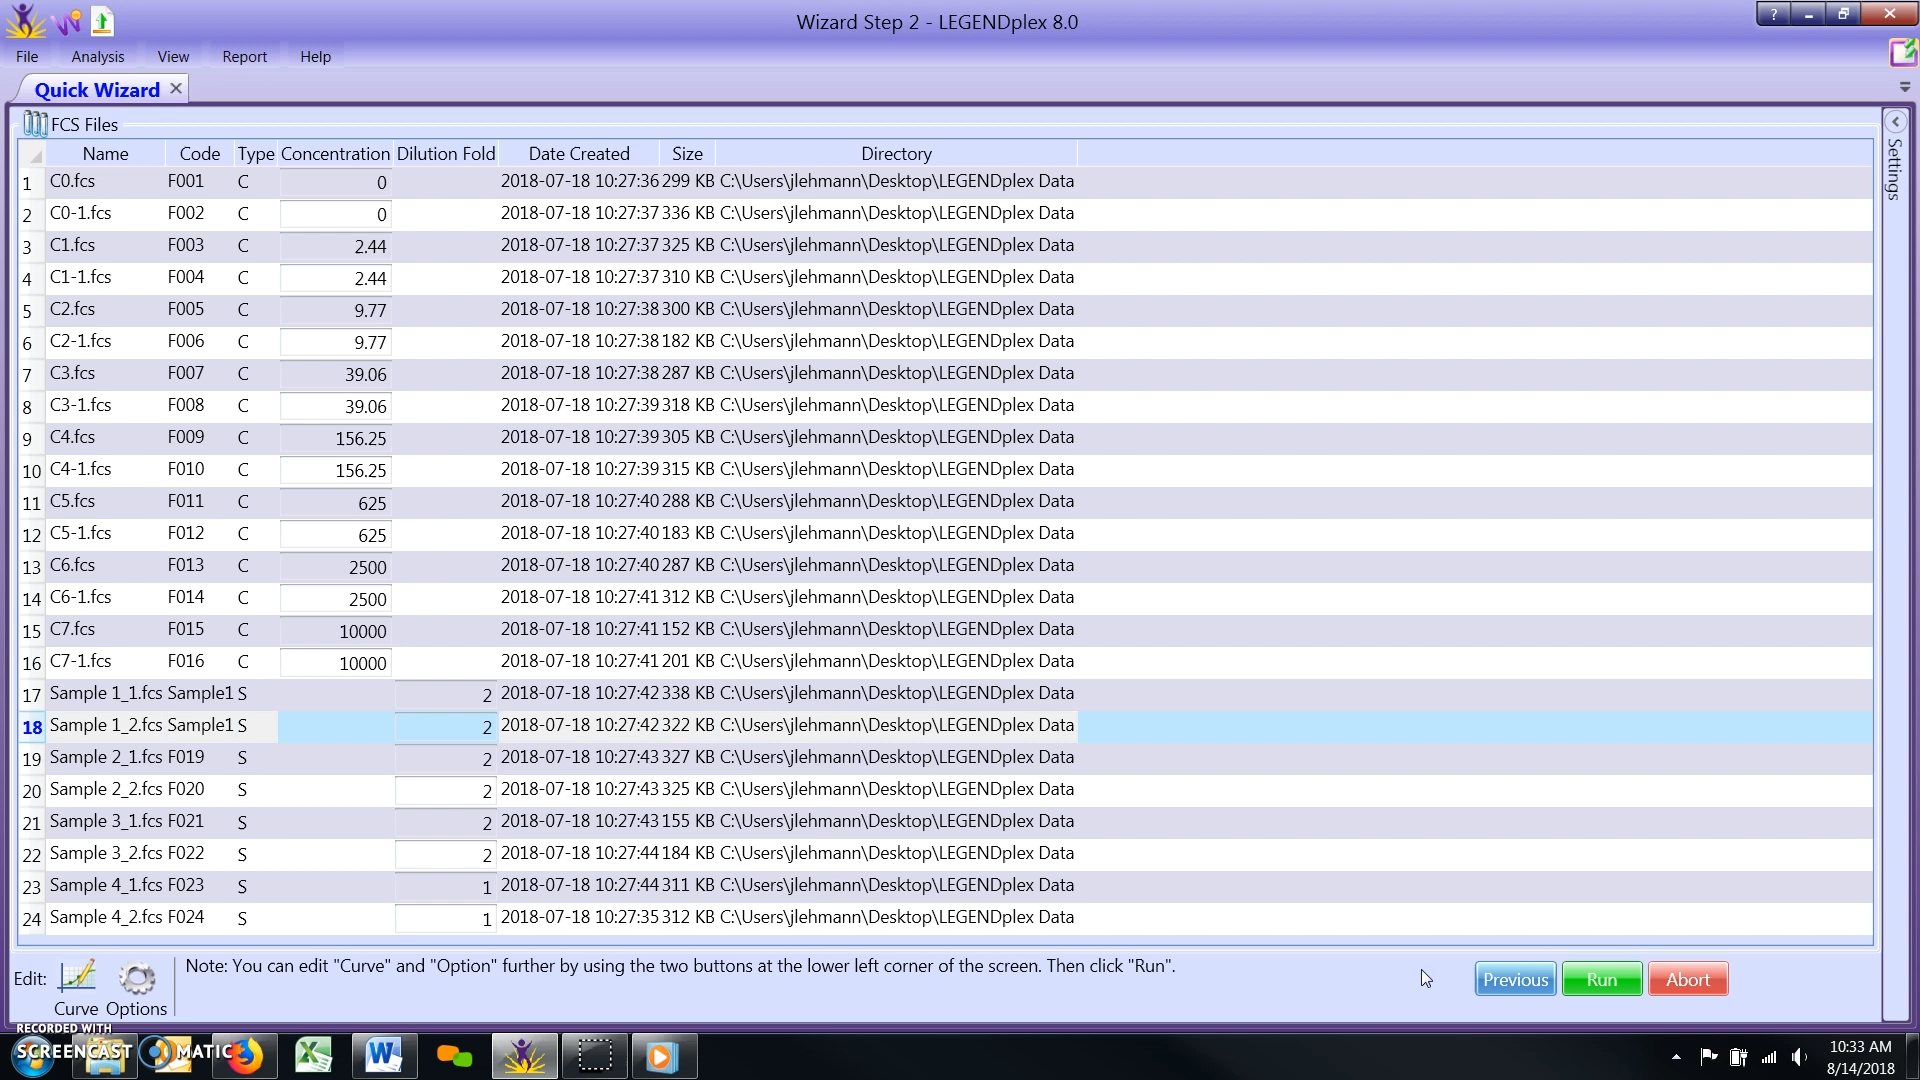 Wizard Step 2 - LEGENDplex 8.0
File Analysis View Report Help
Quick Wizard
FCS Files
Settings
Name Code Type Concentration Dilution Fold Date Created Size Directory
1 C0.fcs F001 C 0 2018-07-18 10:27:36 299 KB C:\Users\jlehmann\Desktop\LEGENDplex Data
2 C0-1.fcs F002 C 0 2018-07-18 10:27:37 336 KB C:\Users\jlehmann\Desktop\LEGENDplex Data
3 C1.fcs F003 C 2.44 2018-07-18 10:27:37 325 KB C:\Users\jlehmann\Desktop\LEGENDplex Data
4 C1-1.fcs F004 C 2.44 2018-07-18 10:27:37 310 KB C:\Users\jlehmann\Desktop\LEGENDplex Data
5 C2.fcs F005 C 9.77 2018-07-18 10:27:38 300 KB C:\Users\jlehmann\Desktop\LEGENDplex Data
6 C2-1.fcs F006 C 9.77 2018-07-18 10:27:38 182 KB C:\Users\jlehmann\Desktop\LEGENDplex Data
7 C3.fcs F007 C 39.06 2018-07-18 10:27:38 287 KB C:\Users\jlehmann\Desktop\LEGENDplex Data
8 C3-1.fcs F008 C 39.06 2018-07-18 10:27:39 318 KB C:\Users\jlehmann\Desktop\LEGENDplex Data
9 C4.fcs F009 C 156.25 2018-07-18 10:27:39 305 KB C:\Users\jlehmann\Desktop\LEGENDplex Data
10 C4-1.fcs F010 C 156.25 2018-07-18 10:27:39 315 KB C:\Users\jlehmann\Desktop\LEGENDplex Data
11 C5.fcs F011 C 625 2018-07-18 10:27:40 288 KB C:\Users\jlehmann\Desktop\LEGENDplex Data
12 C5-1.fcs F012 C 625 2018-07-18 10:27:40 183 KB C:\Users\jlehmann\Desktop\LEGENDplex Data
13 C6.fcs F013 C 2500 2018-07-18 10:27:40 287 KB C:\Users\jlehmann\Desktop\LEGENDplex Data
14 C6-1.fcs F014 C 2500 2018-07-18 10:27:41 312 KB C:\Users\jlehmann\Desktop\LEGENDplex Data
15 C7.fcs F015 C 10000 2018-07-18 10:27:41 152 KB C:\Users\jlehmann\Desktop\LEGENDplex Data
16 C7-1.fcs F016 C 10000 2018-07-18 10:27:41 201 KB C:\Users\jlehmann\Desktop\LEGENDplex Data
17 Sample 1_1.fcs Sample1 S 2 2018-07-18 10:27:42 338 KB C:\Users\jlehmann\Desktop\LEGENDplex Data
18 Sample 1_2.fcs Sample1 S 2 2018-07-18 10:27:42 322 KB C:\Users\jlehmann\Desktop\LEGENDplex Data
19 Sample 2_1.fcs F019 S 2 2018-07-18 10:27:43 327 KB C:\Users\jlehmann\Desktop\LEGENDplex Data
20 Sample 2_2.fcs F020 S 2 2018-07-18 10:27:43 325 KB C:\Users\jlehmann\Desktop\LEGENDplex Data
21 Sample 3_1.fcs F021 S 2 2018-07-18 10:27:43 155 KB C:\Users\jlehmann\Desktop\LEGENDplex Data
22 Sample 3_2.fcs F022 S 2 2018-07-18 10:27:44 184 KB C:\Users\jlehmann\Desktop\LEGENDplex Data
23 Sample 4_1.fcs F023 S 1 2018-07-18 10:27:44 311 KB C:\Users\jlehmann\Desktop\LEGENDplex Data
24 Sample 4_2.fcs F024 S 1 2018-07-18 10:27:35 312 KB C:\Users\jlehmann\Desktop\LEGENDplex Data
Note: You can edit "Curve" and "Option" further by using the two buttons at the lower left corner of the screen. Then click "Run".
Edit: Previous Run Abort
Curve Options
RECORDED WITH
SCREENCAST MATIC
10:33 AM
8/14/2018